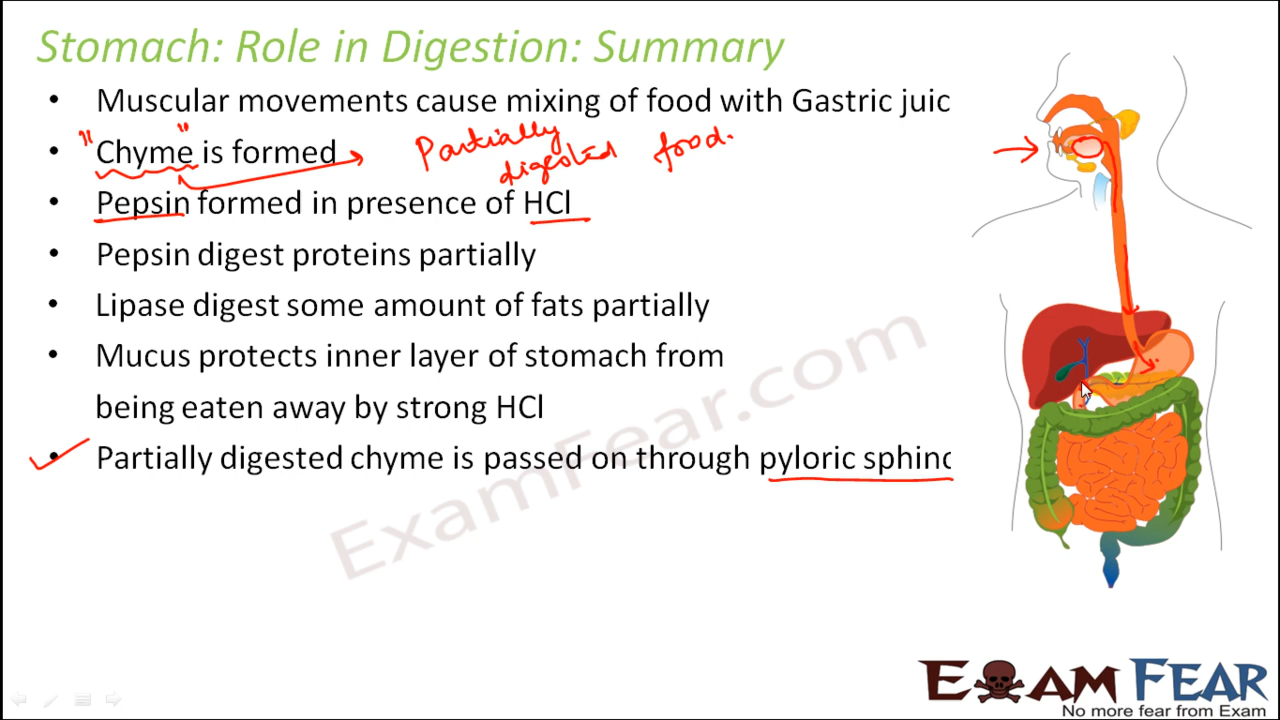 Stomach: Role in Digestion: Summary
• Muscular movements cause mixing of food with Gastric juic
• "Chyme" is formed → Partially digested food.
• Pepsin formed in presence of HCl
• Pepsin digest proteins partially
• Lipase digest some amount of fats partially
• Mucus protects inner layer of stomach from
being eaten away by strong HCl
• Partially digested chyme is passed on through pyloric sphinc
ExamFear.com
EXAM FEAR
No more fear from Exam